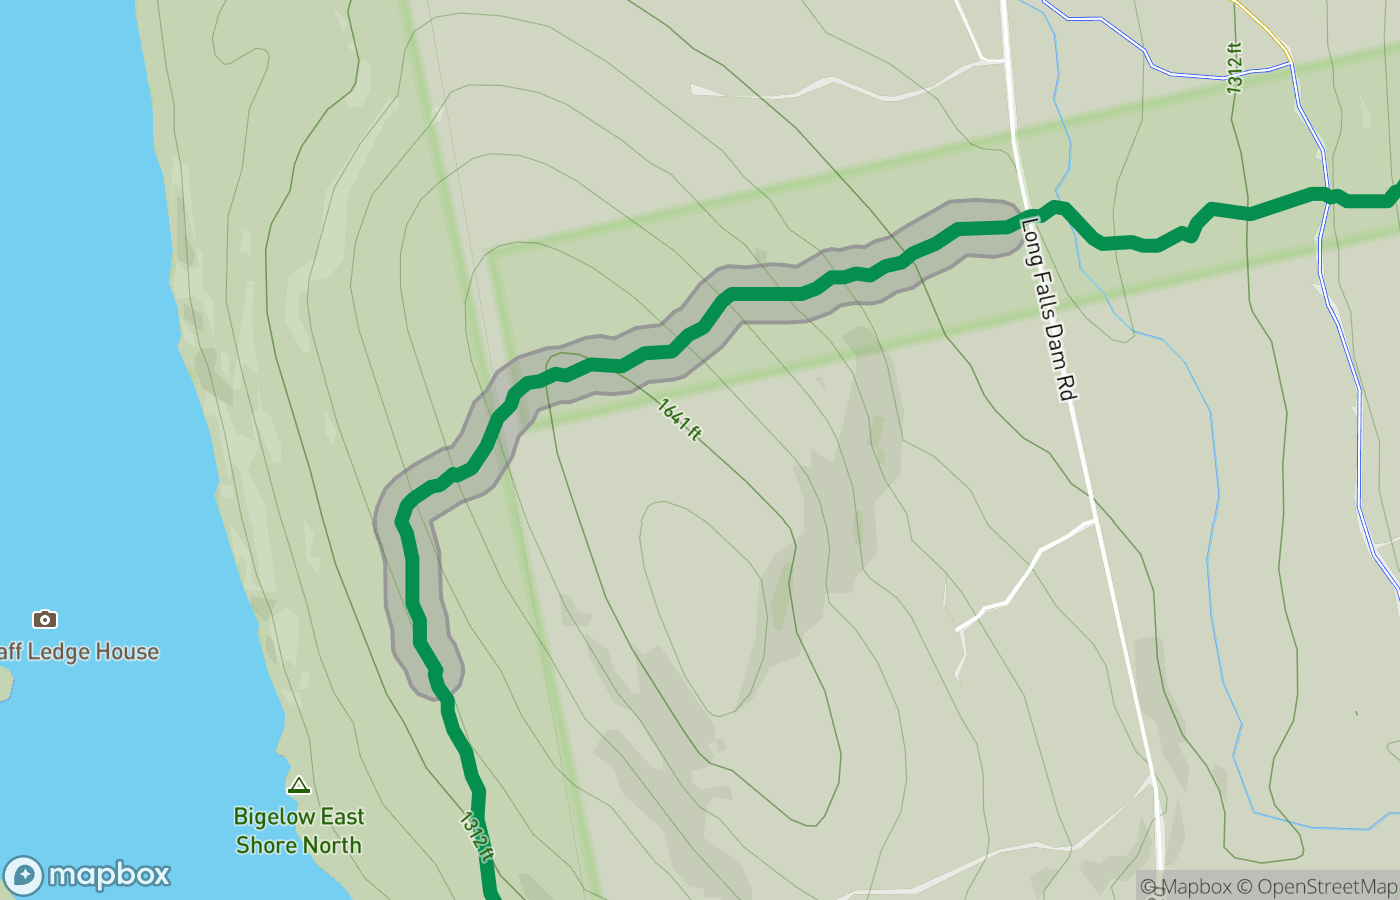 1312 ft
Long Falls Dam Rd
1641 ft
aff Ledge House
Bigelow East
Shore North
1312 ft
mapbox
© Mapbox © OpenStreetMap